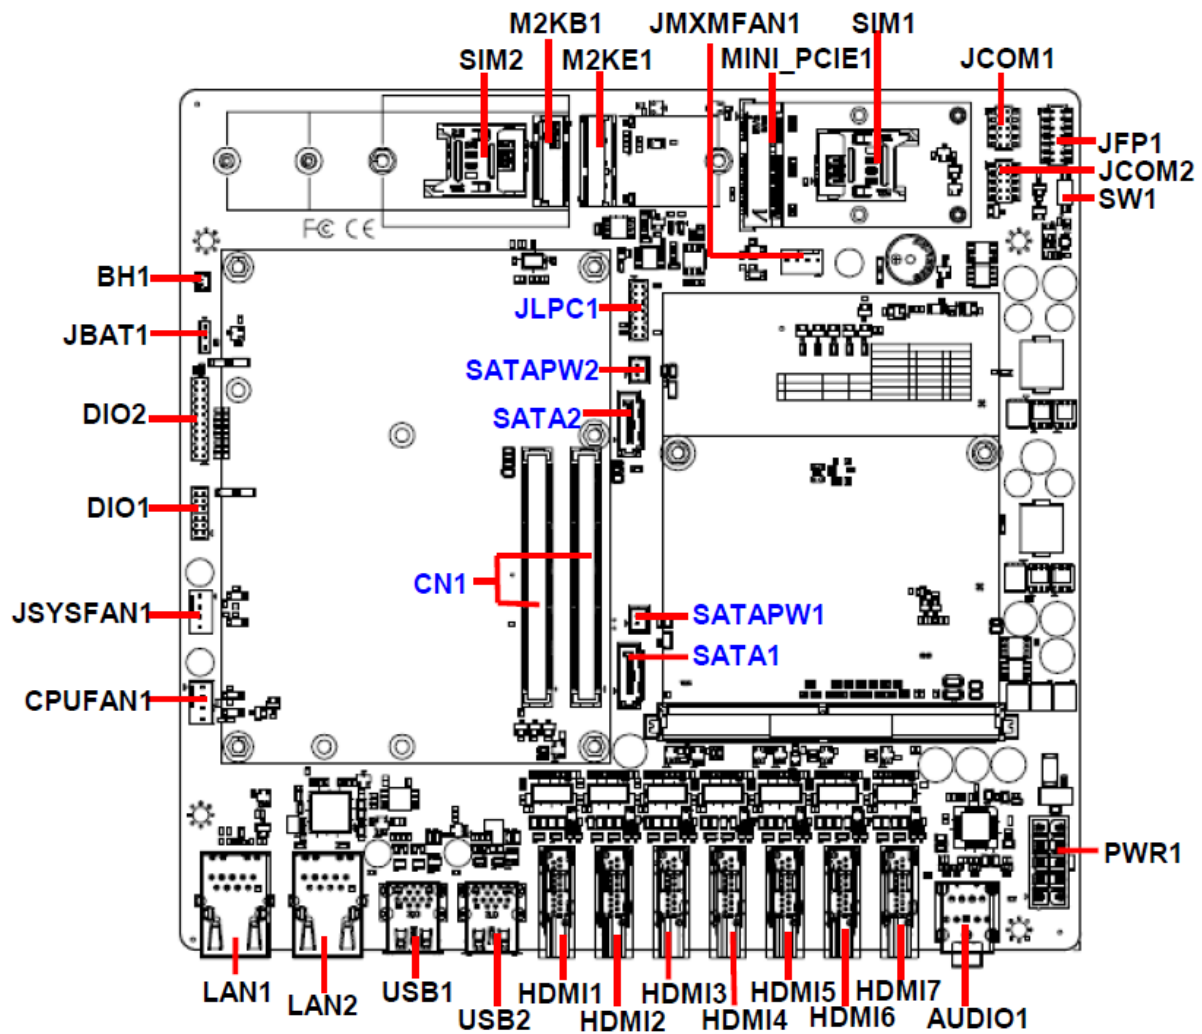 M2KB1
JMXMFAN1
SIM1
SIM2
M2KE1
MINI_PCIE1
JCOM1
JFP1
JCOM2
SW1
FC CE
BH1
JLPC1
JBAT1
SATAPW2
DIO2
SATA2
DIO1
CN1
JSYSFAN1
SATAPW1
SATA1
CPUFAN1
PWR1
LAN1
LAN2
USB1
USB2
HDMI1
HDMI2
HDMI3
HDMI4
HDMI5
HDMI6
HDMI7
AUDIO1